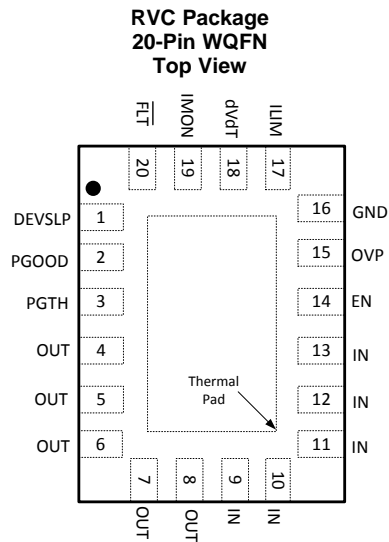 RVC Package
20-Pin WQFN
Top View
FLT IMON dVdT ILIM
20 19 18 17
DEVSLP 1 16 GND
PGOOD 2 15 OVP
PGTH 3 14 EN
OUT 4 13 IN
OUT 5 12 IN
Thermal
Pad
OUT 6 11 IN
7 8 9 10
OUT OUT IN IN